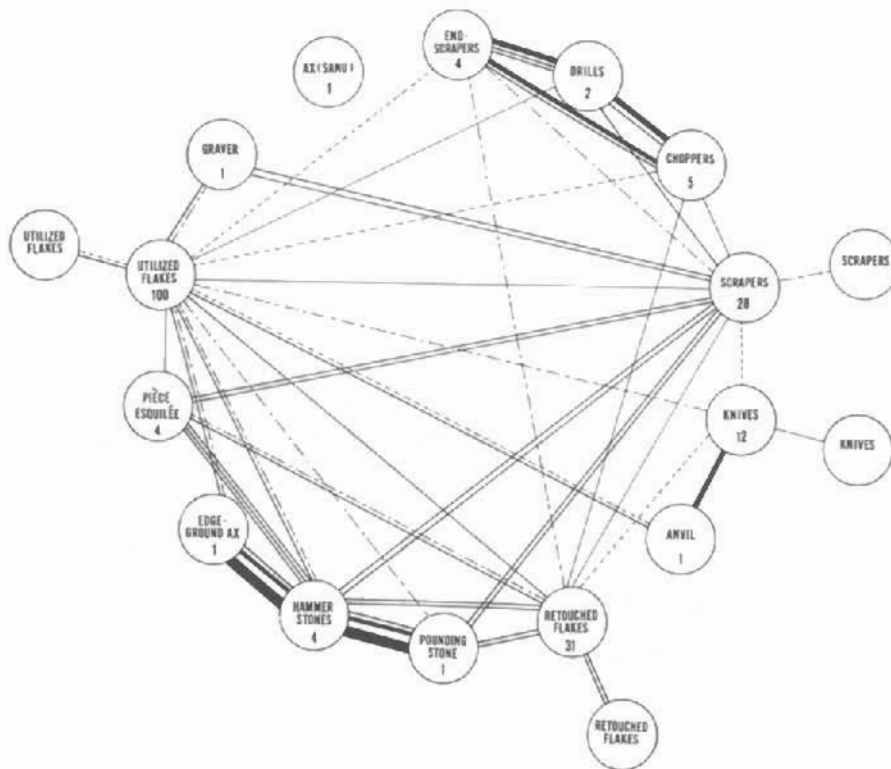 END-
SCRAPERS
4
AX(SANU)
1
DRILLS
2
GRAVER
1
CHOPPERS
5
UTILIZED
FLAKES
UTILIZED
FLAKES
100
SCRAPERS
28
SCRAPERS
PIÈCE
ESQUILÉE
4
KNIVES
12
KNIVES
EDGE-
GROUND AX
1
ANVIL
1
HAMMER
STONES
4
POUNDING
STONE
1
RETOUCHED
FLAKES
31
RETOUCHED
FLAKES